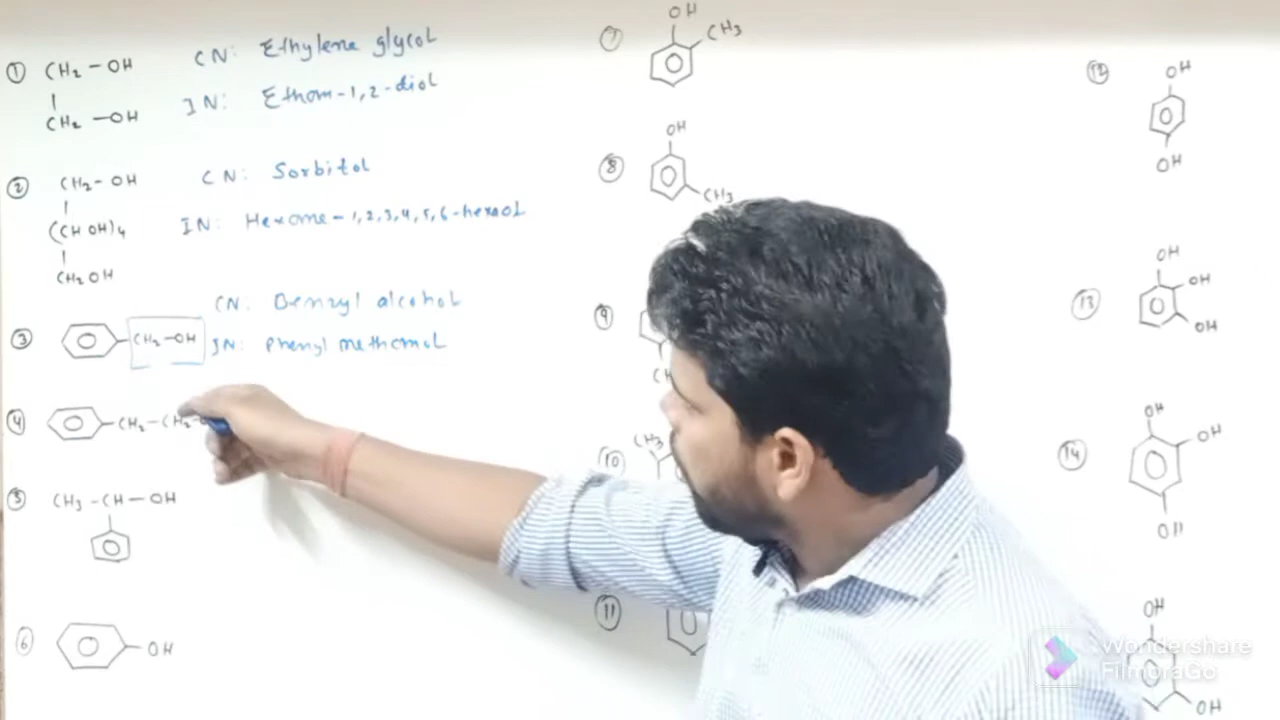 ① CH₂ – OH
CH₂ – OH
CN: Ethylene glycol
IN: Ethom-1,2-diol
② CH₂ – OH
(CH OH)₄
CH₂ OH
CN: Sorbitol
IN: Hexome-1,2,3,4,5,6-hexaol
③ CH₂ – OH
CN: Benzyl alcohol
IN: Phenyl methomol
④ CH₂ – CH₂ –
⑤ CH₃ – CH – OH
⑥ OH
⑦ OH
CH₃
⑧ OH
CH₃
⑨
⑩ CH₃
⑪
⑫ OH
OH
⑬ OH
OH
OH
⑭ OH
OH
OH
OH
OH
Wondershare
FilmoraGo